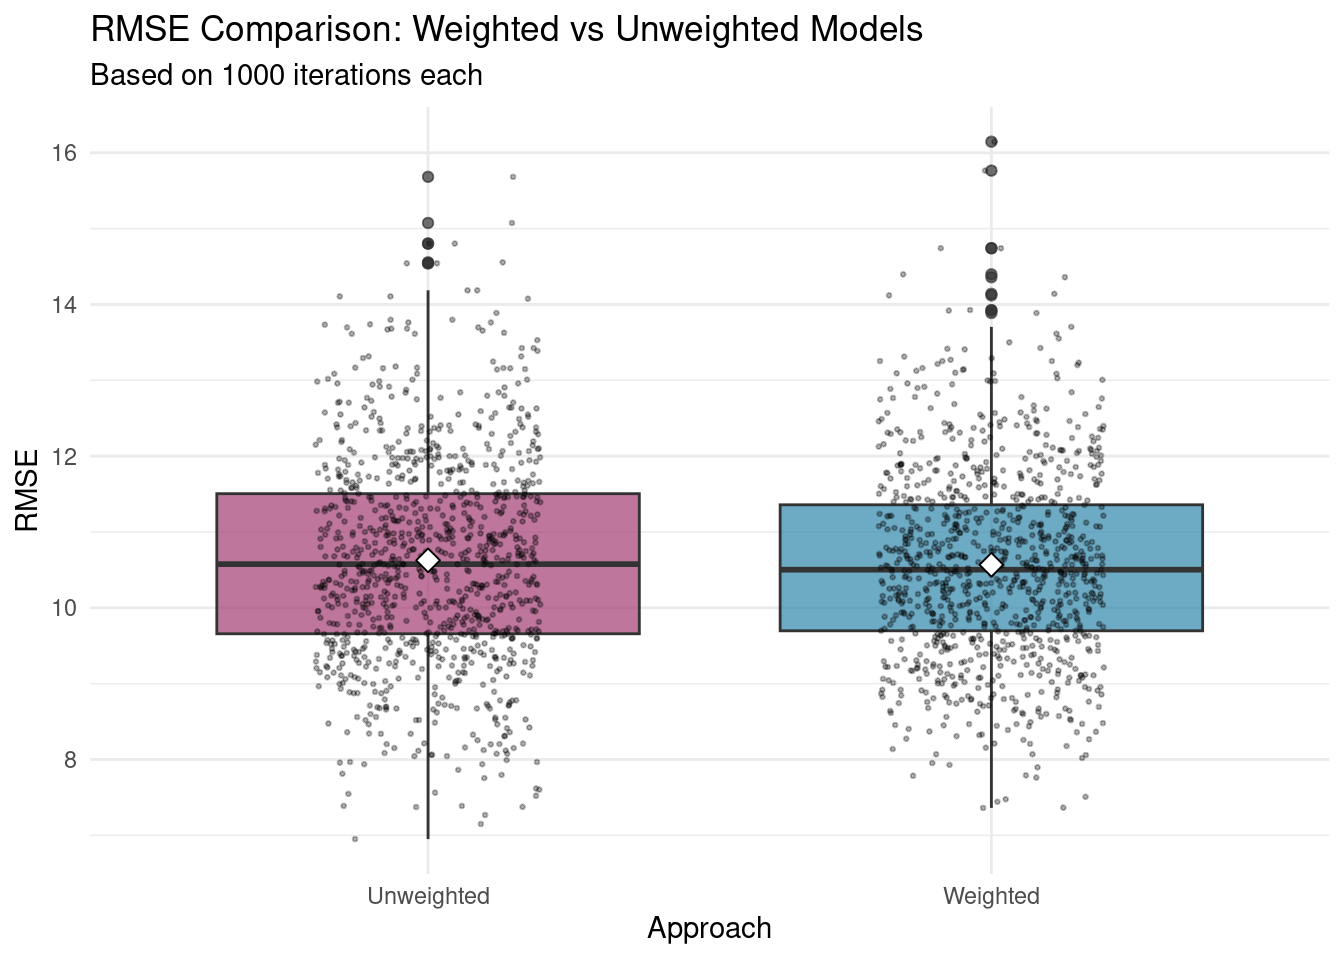 RMSE Comparison: Weighted vs Unweighted Models
Based on 1000 iterations each
16
14
12
10
8
RMSE
Unweighted
Weighted
Approach